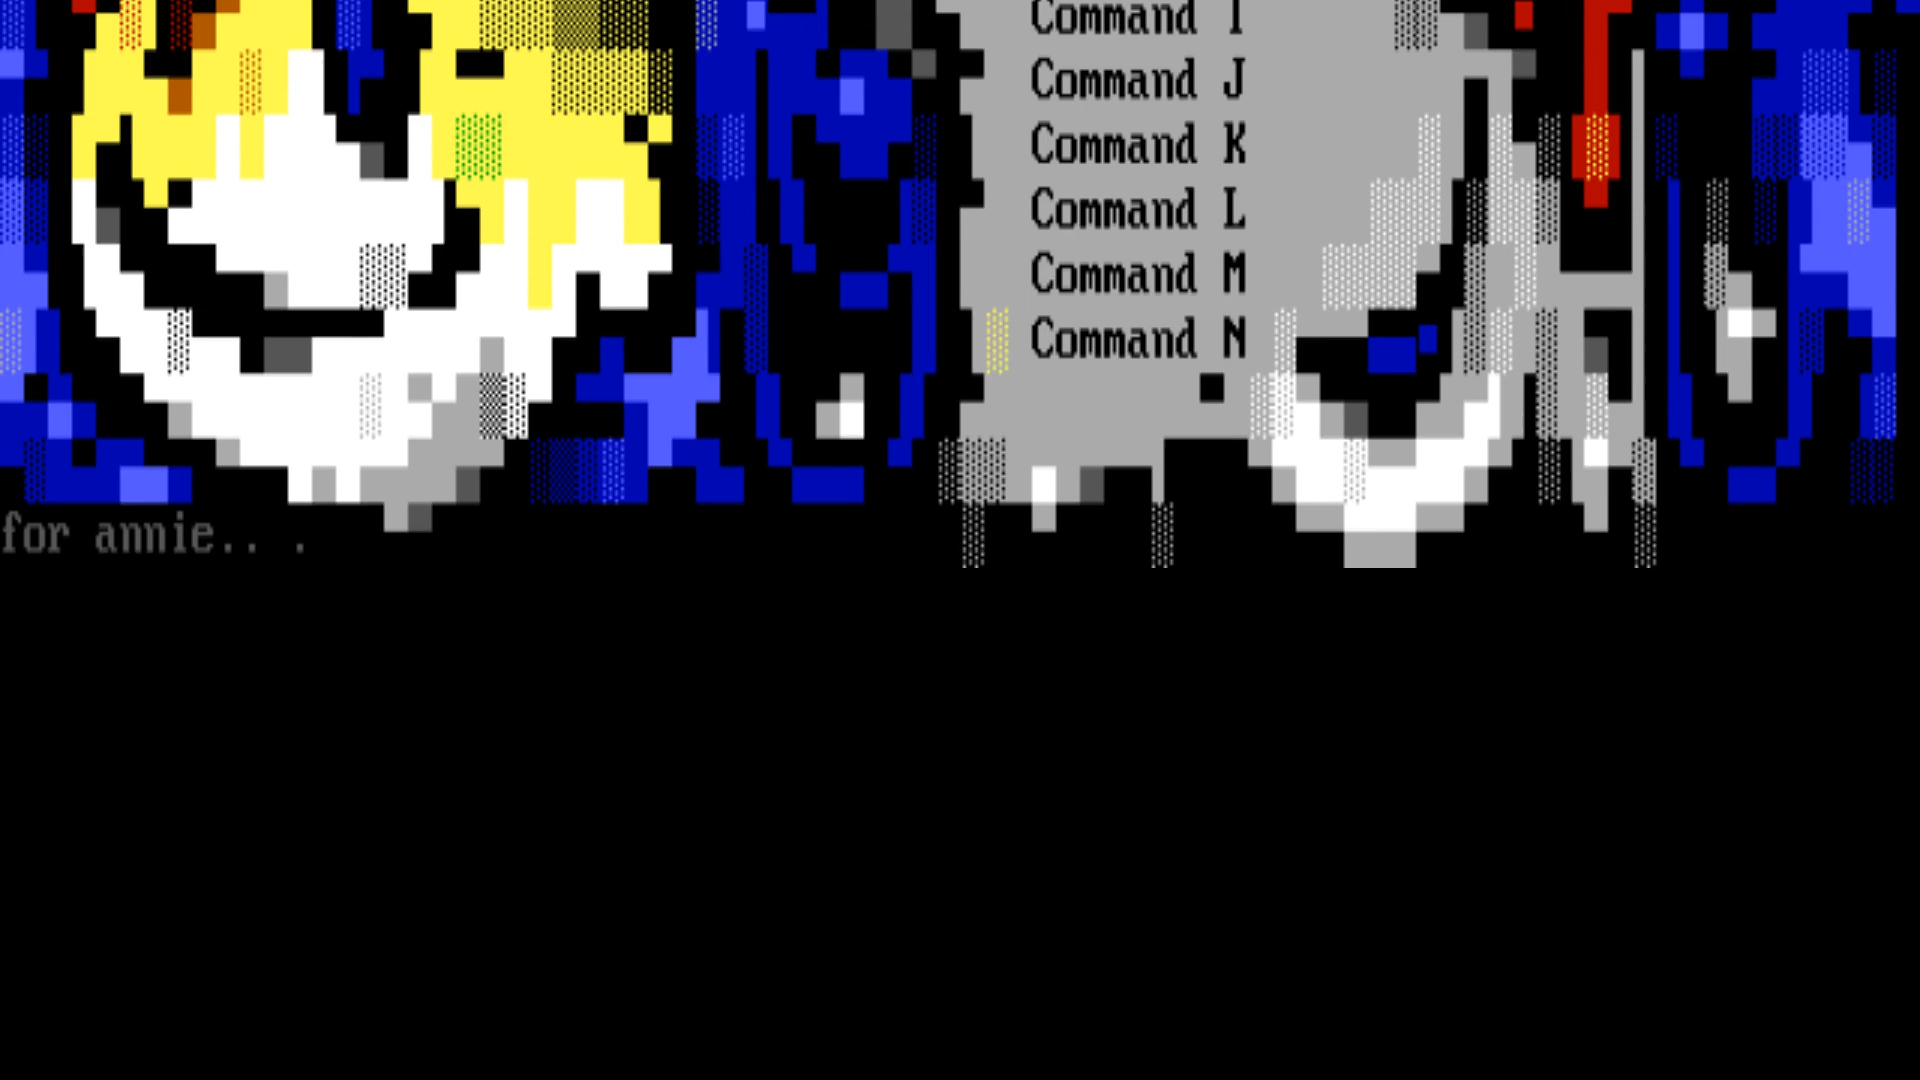 Command I
Command J
Command K
Command L
Command M
Command N
for annie.. .